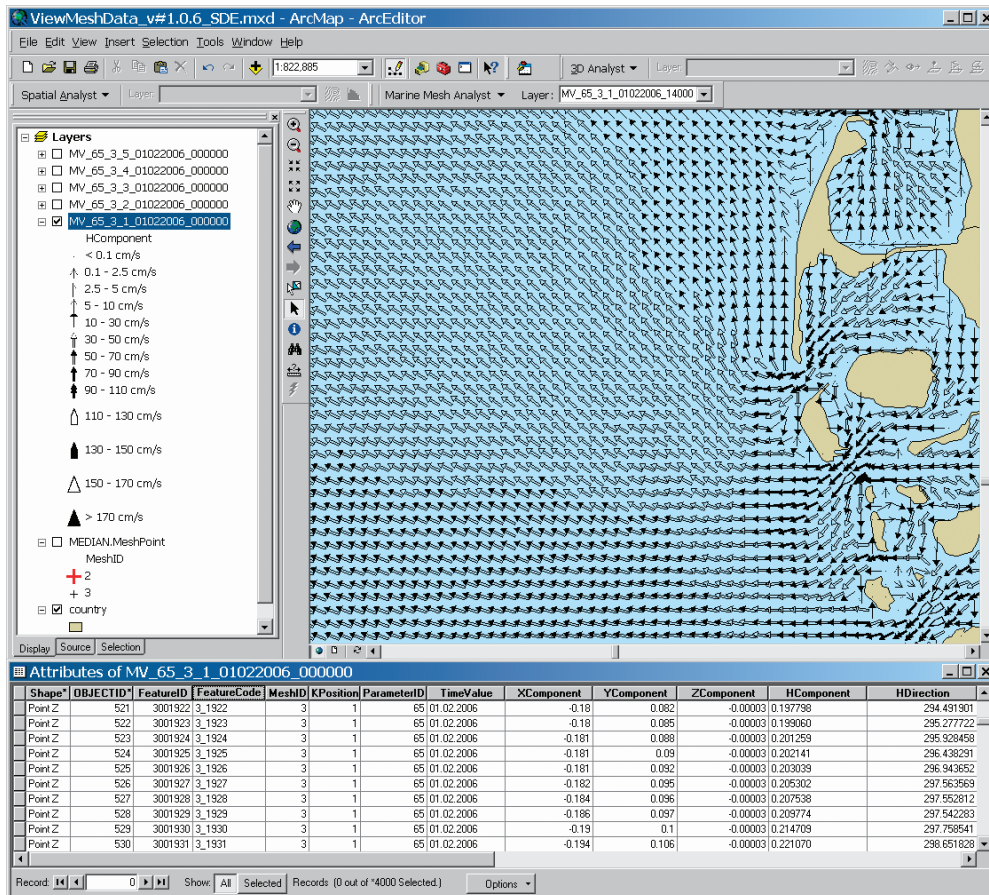 ViewMeshData_v#1.0.6_SDE.mxd - ArcMap - ArcEditor
File Edit View Insert Selection Tools Window Help
1:822,885 3D Analyst Layer:
Spatial Analyst Layer: Marine Mesh Analyst Layer: MV_65_3_1_01022006_14000
Layers
MV_65_3_5_01022006_000000
MV_65_3_4_01022006_000000
MV_65_3_3_01022006_000000
MV_65_3_2_01022006_000000
MV_65_3_1_01022006_000000
HComponent
< 0.1 cm/s
0.1 - 2.5 cm/s
2.5 - 5 cm/s
5 - 10 cm/s
10 - 30 cm/s
30 - 50 cm/s
50 - 70 cm/s
70 - 90 cm/s
90 - 110 cm/s
110 - 130 cm/s
130 - 150 cm/s
150 - 170 cm/s
> 170 cm/s
MEDIAN.MeshPoint
MeshID
2
3
country
Display Source Selection
Attributes of MV_65_3_1_01022006_000000
Shape* OBJECTID* FeatureID FeatureCode MeshID KPosition ParameterID TimeValue XComponent YComponent ZComponent HComponent HDirection
Point Z 521 3001922 3_1922 3 1 65 01.02.2006 -0.18 0.082 -0.00003 0.197798 294.491901
Point Z 522 3001923 3_1923 3 1 65 01.02.2006 -0.18 0.085 -0.00003 0.199060 295.277722
Point Z 523 3001924 3_1924 3 1 65 01.02.2006 -0.181 0.088 -0.00003 0.201259 295.928458
Point Z 524 3001925 3_1925 3 1 65 01.02.2006 -0.181 0.09 -0.00003 0.202141 296.438291
Point Z 525 3001926 3_1926 3 1 65 01.02.2006 -0.181 0.092 -0.00003 0.203039 296.943652
Point Z 526 3001927 3_1927 3 1 65 01.02.2006 -0.182 0.095 -0.00003 0.205302 297.563569
Point Z 527 3001928 3_1928 3 1 65 01.02.2006 -0.184 0.096 -0.00003 0.207538 297.552812
Point Z 528 3001929 3_1929 3 1 65 01.02.2006 -0.186 0.097 -0.00003 0.209774 297.542283
Point Z 529 3001930 3_1930 3 1 65 01.02.2006 -0.19 0.1 -0.00003 0.214709 297.758541
Point Z 530 3001931 3_1931 3 1 65 01.02.2006 -0.194 0.106 -0.00003 0.221070 298.651828
Record: 0 Show: All Selected Records (0 out of *4000 Selected.) Options